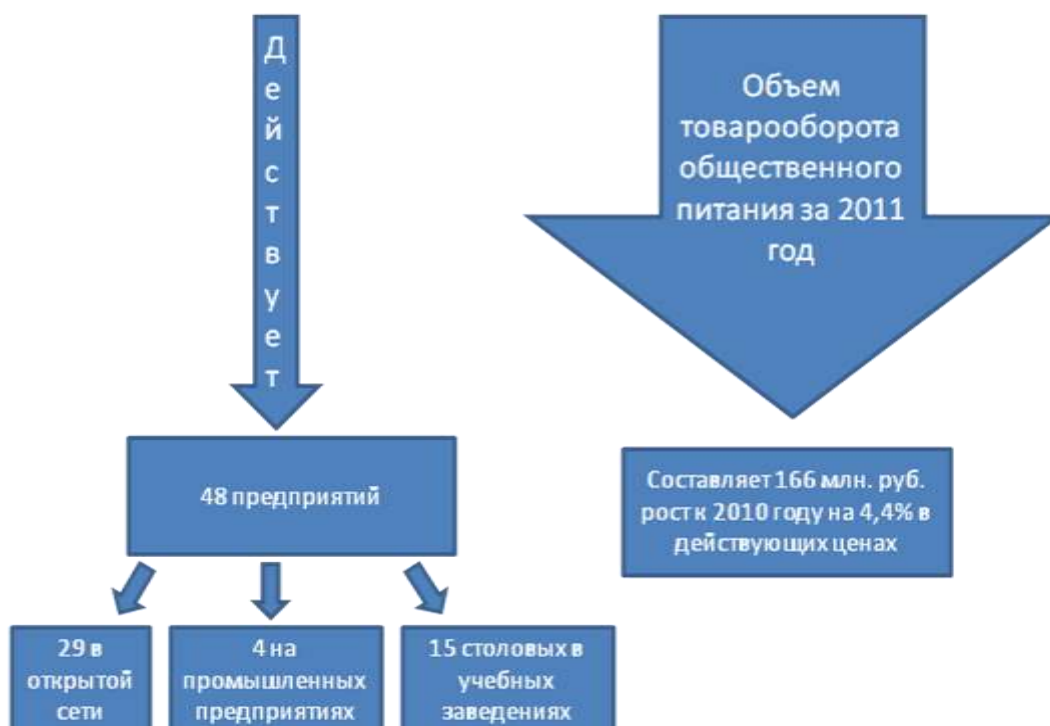 Действует
48 предприятий
29 в
открытой
сети
4 на
промышленных
предприятиях
15 столовых в
учебных
заведениях
Объем
товарооборота
общественного
питания за 2011
год
Составляет 166 млн. руб.
рост к 2010 году на 4,4% в
действующих ценах